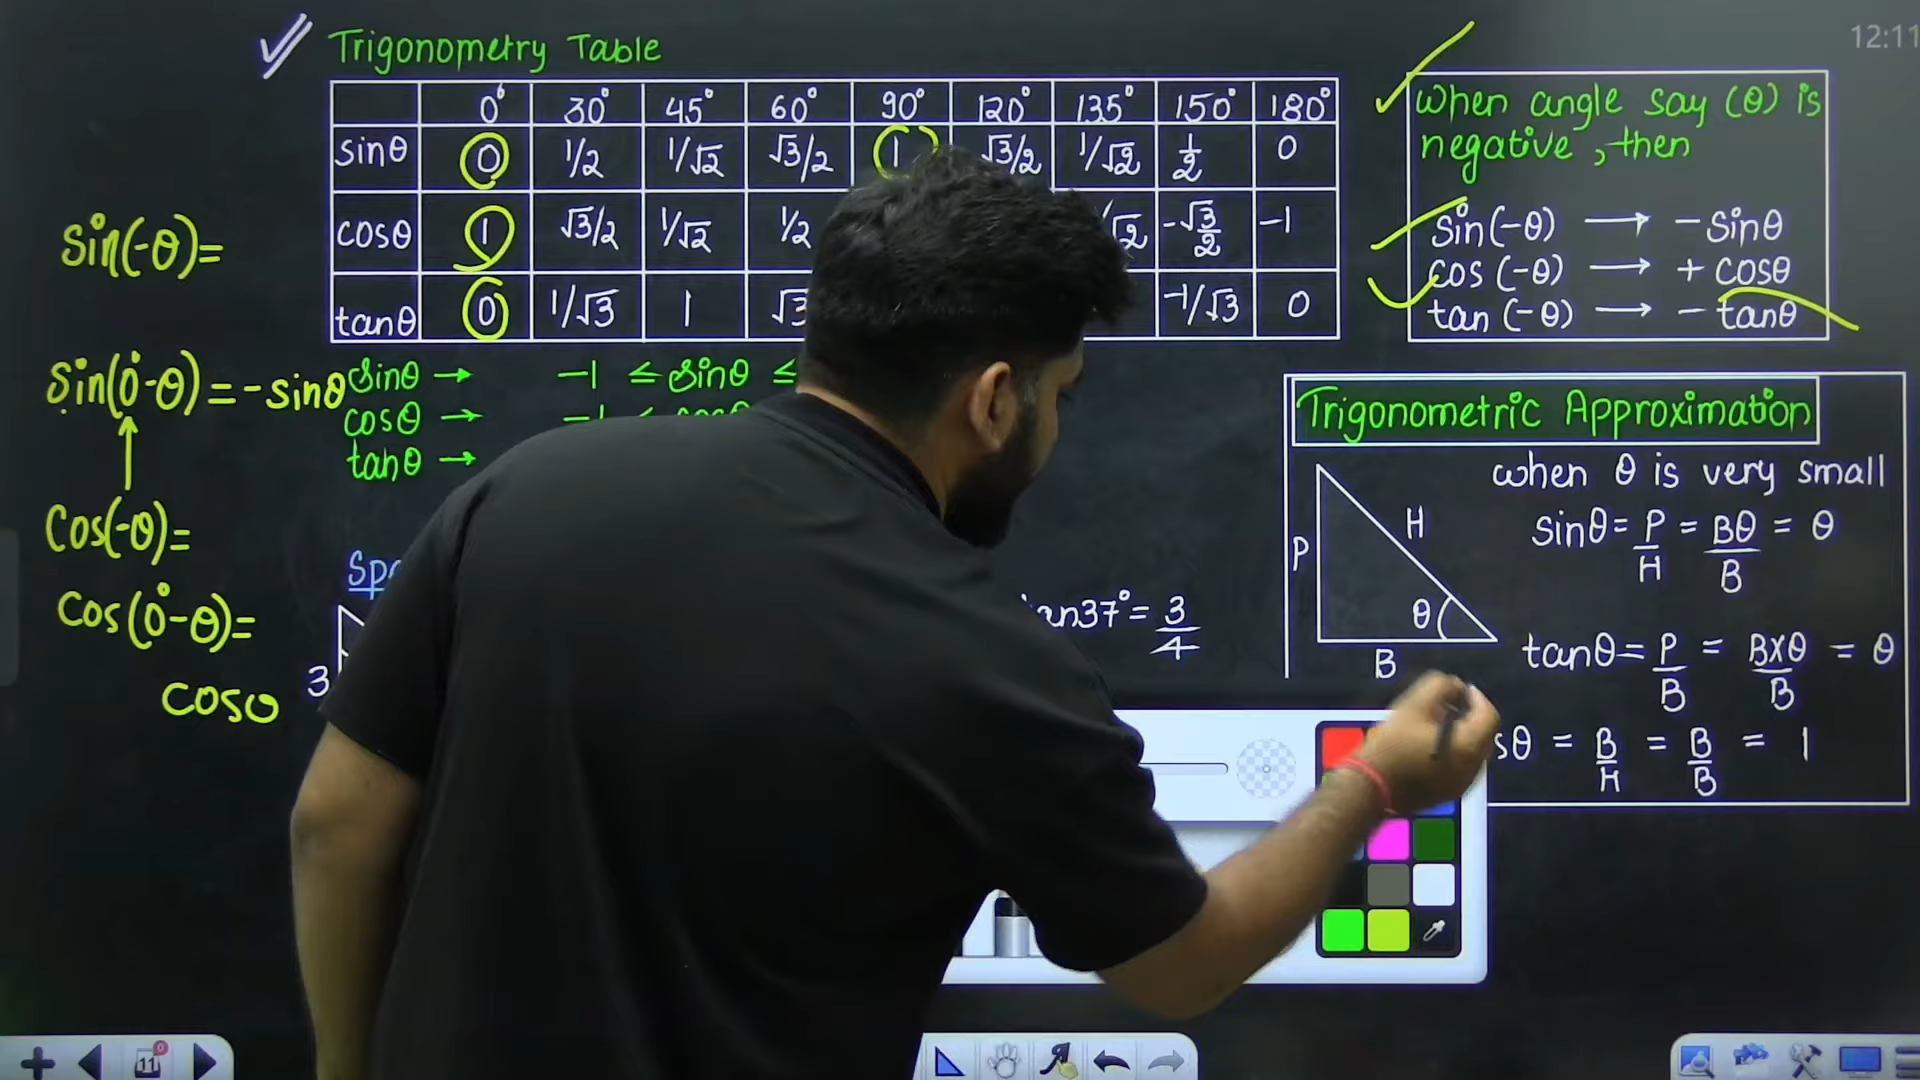 12:11
Trigonometry Table
0° 30° 45° 60° 90° 120° 135° 150° 180°
sinθ 0 1/2 1/√2 √3/2 1 √3/2 1/√2 1/2 0
cosθ 1 √3/2 1/√2 1/2 √2 -√3/2 -1
tanθ 0 1/√3 1 √3 -1/√3 0
sinθ → -1 ≤ sinθ ≤
cosθ →
tanθ →
sin(-θ)=
sin(0°-θ)=-sinθ
cos(-θ)=
cos(0°-θ)=
cosθ
3
tan37°= 3/4
When angle say (θ) is
negative, then
sin(-θ) → -sinθ
cos(-θ) → +cosθ
tan(-θ) → -tanθ
Trigonometric Approximation
when θ is very small
P H θ B
sinθ= P/H = Bθ/B = θ
tanθ= P/B = B×θ/B = θ
sθ = B/H = B/B = 1
11
0